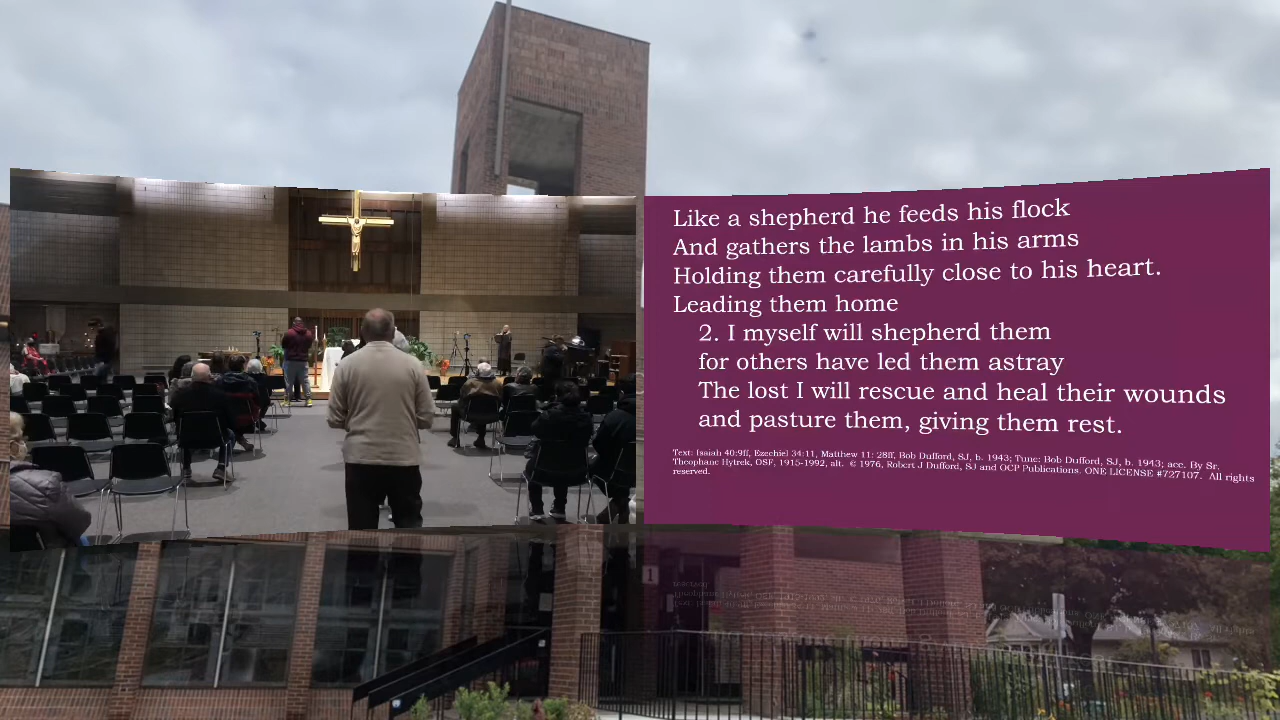 Like a shepherd he feeds his flock
And gathers the lambs in his arms
Holding them carefully close to his heart.
Leading them home
2. I myself will shepherd them
for others have led them astray
The lost I will rescue and heal their wounds
and pasture them, giving them rest.
Text: Isaiah 40:9ff, Ezechiel 34:11, Matthew 11: 28ff, Bob Dufford, SJ, b. 1943; Tune: Bob Dufford, SJ, b. 1943; acc. By Sr.
Theophane Hytrek, OSF, 1915-1992, alt. © 1976, Robert J Dufford, SJ and OCP Publications. ONE LICENSE #727107. All rights
reserved.
1